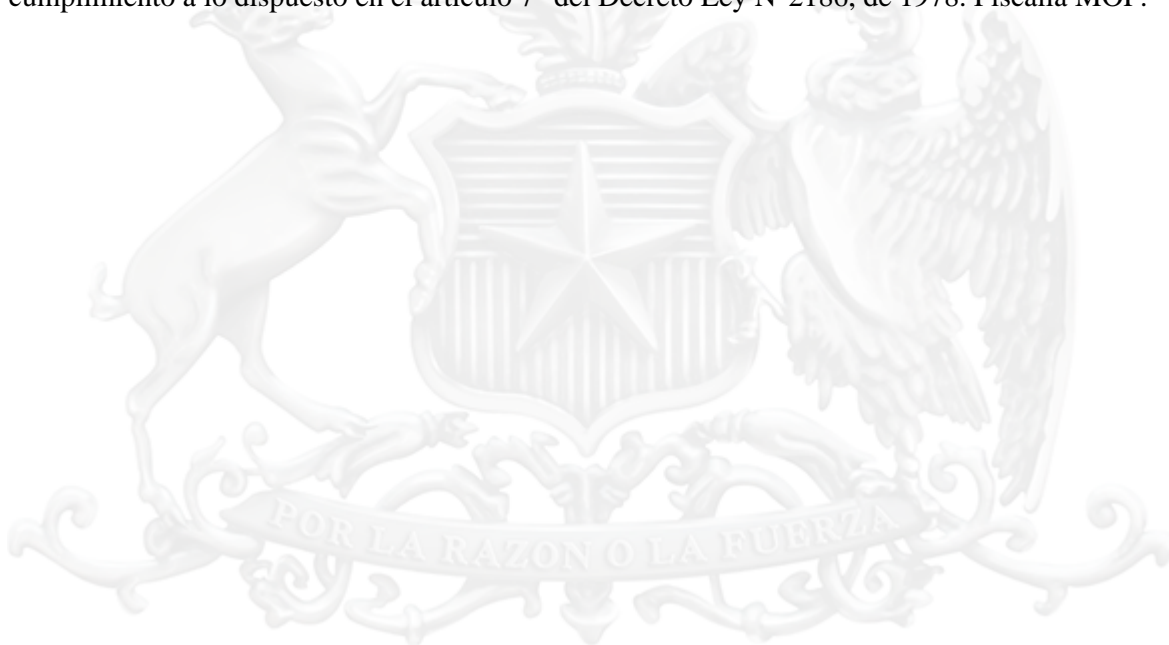 cumplimiento a lo dispuesto en el artículo 7° del Decreto Ley N°2186, de 1978. Fiscalía MOP.
POR LA RAZON O LA FUERZA